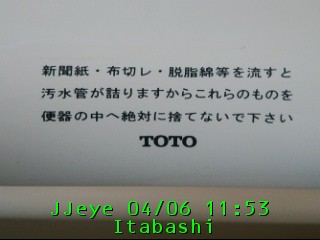 新聞紙・布切レ・脱脂綿等を流すと
汚水管が詰りますからこれらのものを
便器の中へ絶対に捨てないで下さい
TOTO
JJeye 04/06 11:53
Itabashi